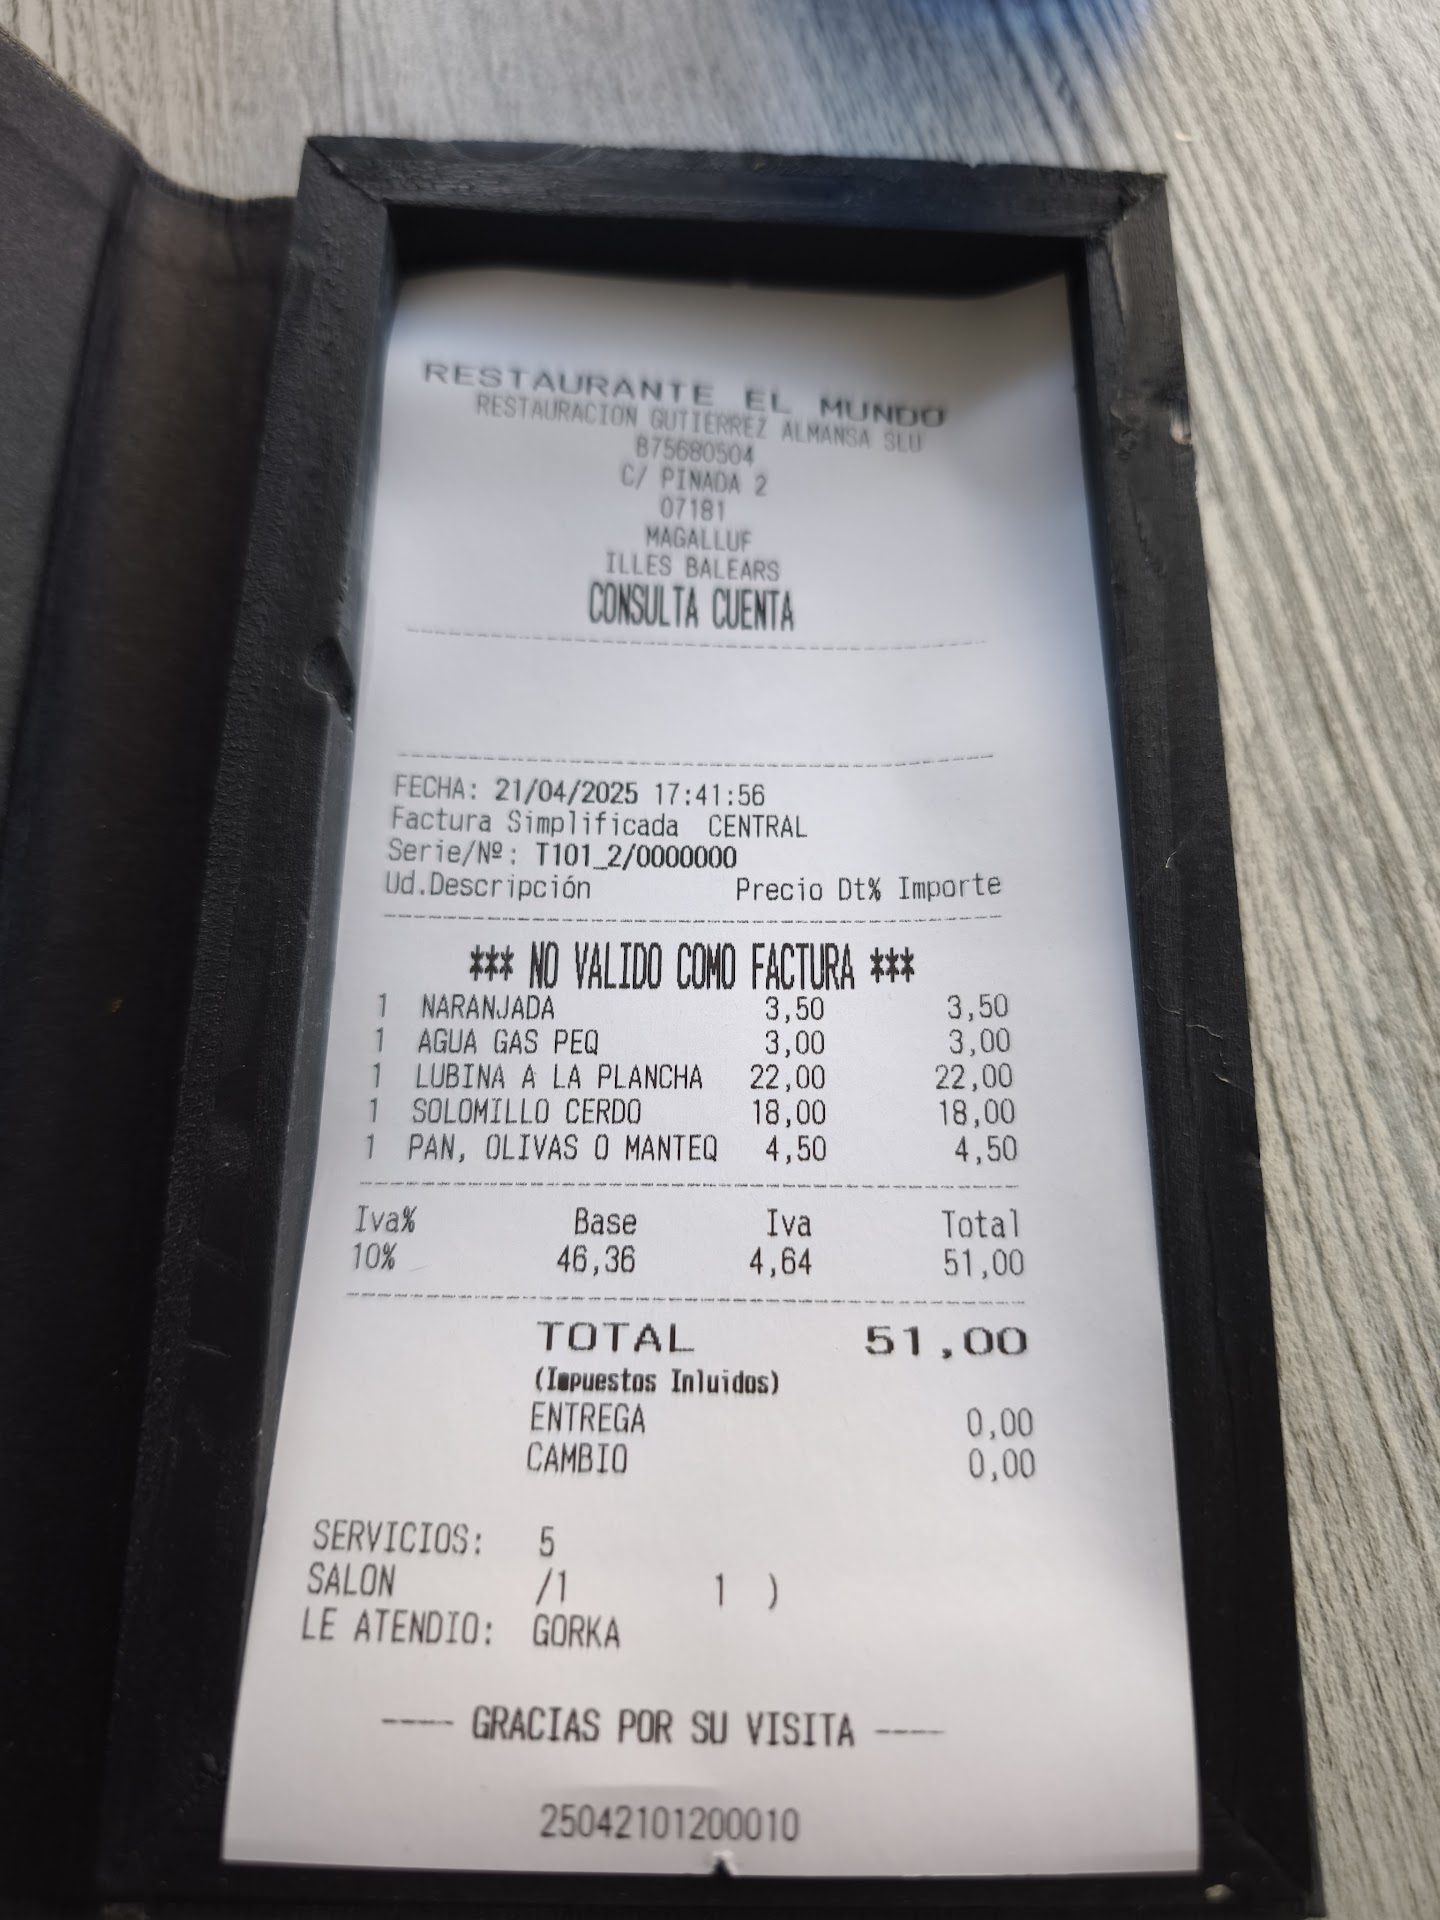 RESTAURANTE EL MUNDO
RESTAURACION GUTIERREZ ALMANSA SLU
B75680504
C/ PINADA 2
07181
MAGALLUF
ILLES BALEARS
CONSULTA CUENTA
FECHA: 21/04/2025 17:41:56
Factura Simplificada CENTRAL
Serie/Nº: T101_2/0000000
Ud.Descripción Precio Dt% Importe
*** NO VALIDO COMO FACTURA ***
1 NARANJADA 3,50 3,50
1 AGUA GAS PEQ 3,00 3,00
1 LUBINA A LA PLANCHA 22,00 22,00
1 SOLOMILLO CERDO 18,00 18,00
1 PAN, OLIVAS O MANTEQ 4,50 4,50
Iva% Base Iva Total
10% 46,36 4,64 51,00
TOTAL 51,00
(Impuestos Inluidos)
ENTREGA 0,00
CAMBIO 0,00
SERVICIOS: 5
SALON /1 1 )
LE ATENDIO: GORKA
---- GRACIAS POR SU VISITA ----
25042101200010